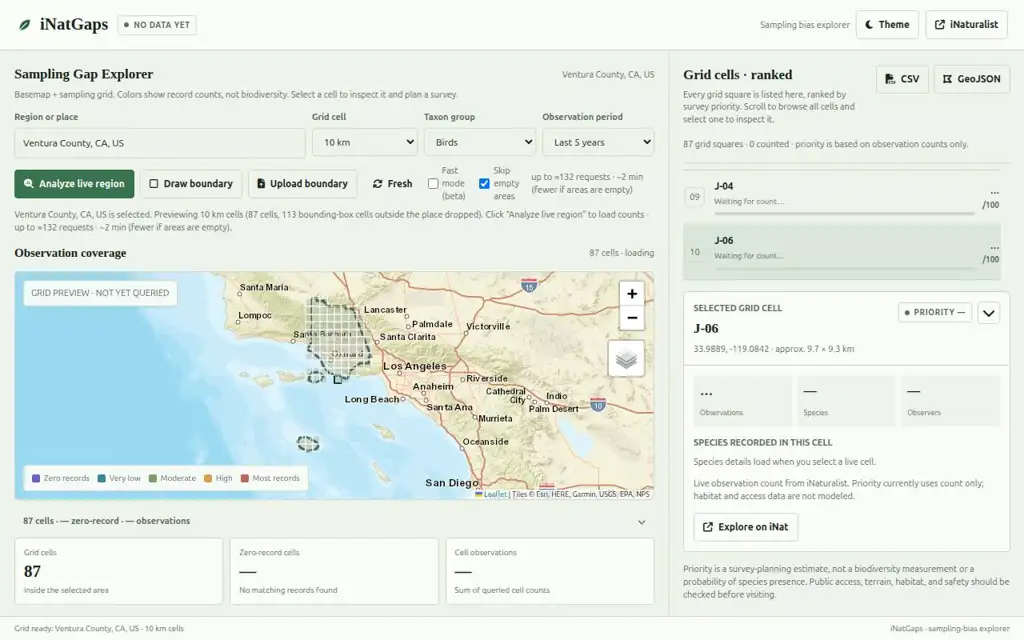 iNatGaps
NO DATA YET
Sampling bias explorer
Theme
iNaturalist
Sampling Gap Explorer
Ventura County, CA, US
Basemap + sampling grid. Colors show record counts, not biodiversity. Select a cell to inspect it and plan a survey.
Region or place
Grid cell
Taxon group
Observation period
Ventura County, CA, US
10 km
Birds
Last 5 years
Analyze live region
Draw boundary
Upload boundary
Fresh
Fast
mode
(beta)
Skip
empty
areas
up to ≈132 requests · ~2 min
(fewer if areas are empty)
Ventura County, CA, US is selected. Previewing 10 km cells (87 cells, 113 bounding-box cells outside the place dropped). Click "Analyze live region" to load counts ·
up to ≈132 requests · ~2 min (fewer if areas are empty).
Observation coverage
87 cells · loading
GRID PREVIEW · NOT YET QUERIED
Santa Maria
Lompoc
Lancaster
Palmdale
Victorville
Santa Clarita
Los Angeles
Riverside
Anaheim
Cathedral
City
Indio
Palm Desert
Long Beach
Santa Ana
Murrieta
Oceanside
San Diego
15
10
+
−
Zero records
Very low
Moderate
High
Most records
Leaflet | Tiles © Esri, HERE, Garmin, USGS, EPA, NPS
87 cells · — zero-record · — observations
Grid cells
87
Inside the selected area
Zero-record cells
—
No matching records found
Cell observations
—
Sum of queried cell counts
Grid cells · ranked
CSV
GeoJSON
Every grid square is listed here, ranked by
survey priority. Scroll to browse all cells and
select one to inspect it.
87 grid squares · 0 counted · priority is based on observation counts only.
09
J-04
Waiting for count...
...
/100
10
J-06
Waiting for count...
...
/100
SELECTED GRID CELL
PRIORITY —
J-06
33.9889, -119.0842 · approx. 9.7 × 9.3 km
...
Observations
—
Species
—
Observers
SPECIES RECORDED IN THIS CELL
Species details load when you select a live cell.
Live observation count from iNaturalist. Priority currently uses count only;
habitat and access data are not modeled.
Explore on iNat
Priority is a survey-planning estimate, not a biodiversity measurement or a
probability of species presence. Public access, terrain, habitat, and safety should be
checked before visiting.
Grid ready: Ventura County, CA, US · 10 km cells
iNatGaps · sampling-bias explorer